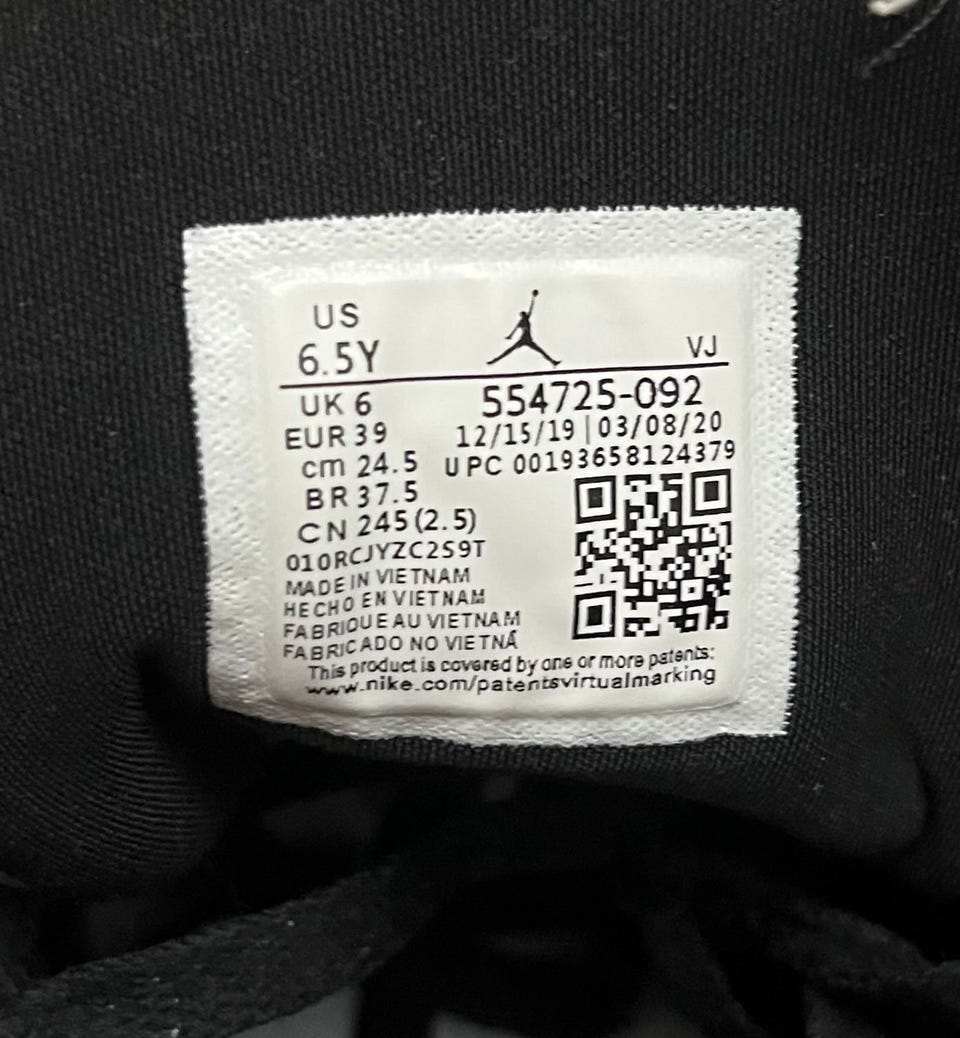 US
6.5Y
VJ
UK 6
554725-092
EUR 39
12/15/19 | 03/08/20
cm 24.5
UPC 00193658124379
BR 37.5
CN 245 (2.5)
010RCJYZC2S9T
MADE IN VIETNAM
HECHO EN VIETNAM
FABRIQUE AU VIETNAM
FABRICADO NO VIETNÃ
This product is covered by one or more patents:
www.nike.com/patentsvirtualmarking